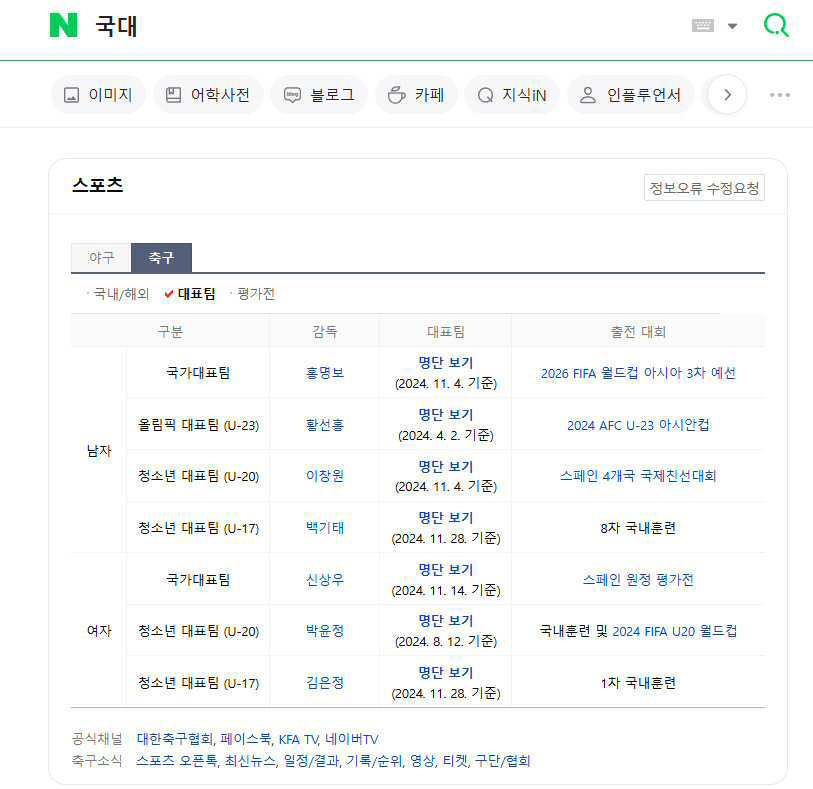 N 국대
이미지 어학사전 블로그 카페 지식iN 인플루언서
스포츠
정보오류 수정요청
야구 축구
· 국내/해외 대표팀 · 평가전
구분 감독 대표팀 출전 대회
남자
국가대표팀 홍명보 명단 보기 (2024. 11. 4. 기준) 2026 FIFA 월드컵 아시아 3차 예선
올림픽 대표팀 (U-23) 황선홍 명단 보기 (2024. 4. 2. 기준) 2024 AFC U-23 아시안컵
청소년 대표팀 (U-20) 이창원 명단 보기 (2024. 11. 4. 기준) 스페인 4개국 국제친선대회
청소년 대표팀 (U-17) 백기태 명단 보기 (2024. 11. 28. 기준) 8차 국내훈련
여자
국가대표팀 신상우 명단 보기 (2024. 11. 14. 기준) 스페인 원정 평가전
청소년 대표팀 (U-20) 박윤정 명단 보기 (2024. 8. 12. 기준) 국내훈련 및 2024 FIFA U20 월드컵
청소년 대표팀 (U-17) 김은정 명단 보기 (2024. 11. 28. 기준) 1차 국내훈련
공식채널 대한축구협회, 페이스북, KFA TV, 네이버TV
축구소식 스포츠 오픈톡, 최신뉴스, 일정/결과, 기록/순위, 영상, 티켓, 구단/협회